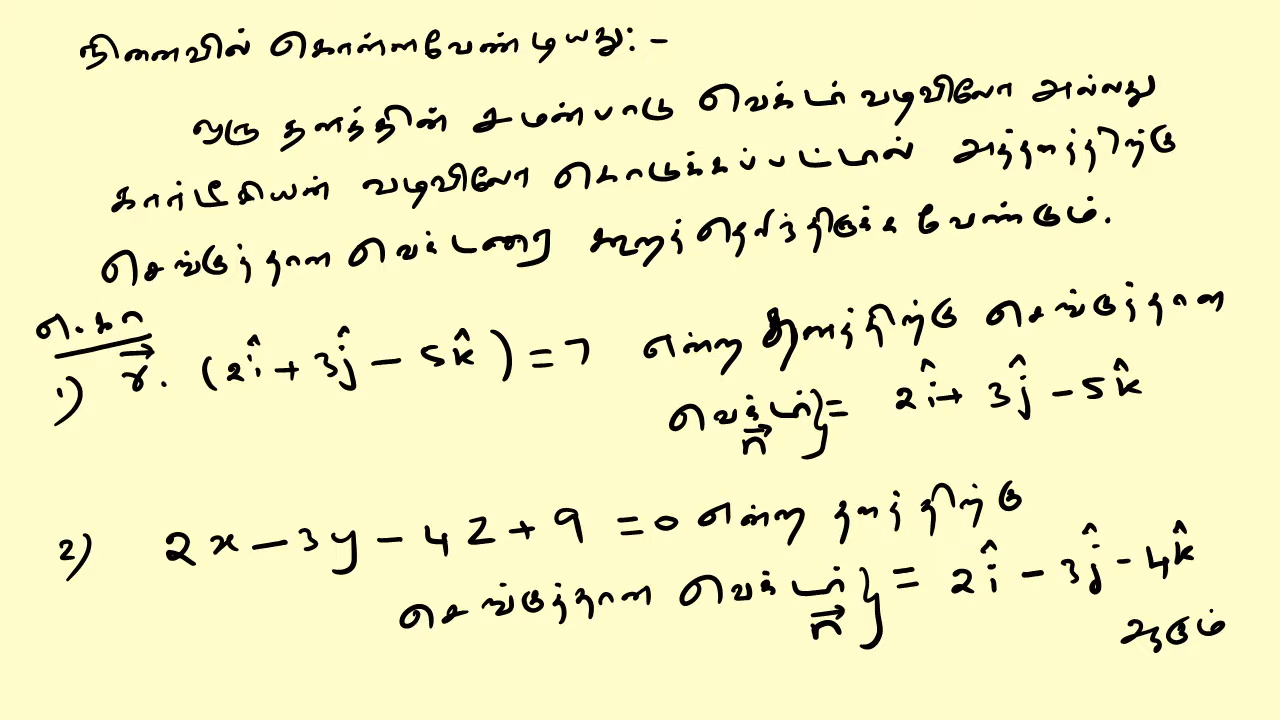 நினைவில் கொள்ளவேண்டியது: -
ஒரு தளத்தின் சமன்பாடு வெக்டர் வடிவிலோ அல்லது
கார்டீசியன் வடிவிலோ கொடுக்கப்பட்டால் அத்தளத்திற்கு
செங்குத்தான வெக்டரை கூறத் தெரிந்திருக்க வேண்டும்.
எ.கா
1) r⃗. (2î + 3ĵ − 5k̂) = 7 என்ற தளத்திற்கு செங்குத்தான
வெக்டர் n⃗} = 2î + 3ĵ − 5k̂
2) 2x − 3y − 4z + 9 = 0 என்ற தளத்திற்கு
செங்குத்தான வெக்டர் n⃗} = 2î − 3ĵ − 4k̂
ஆகும்